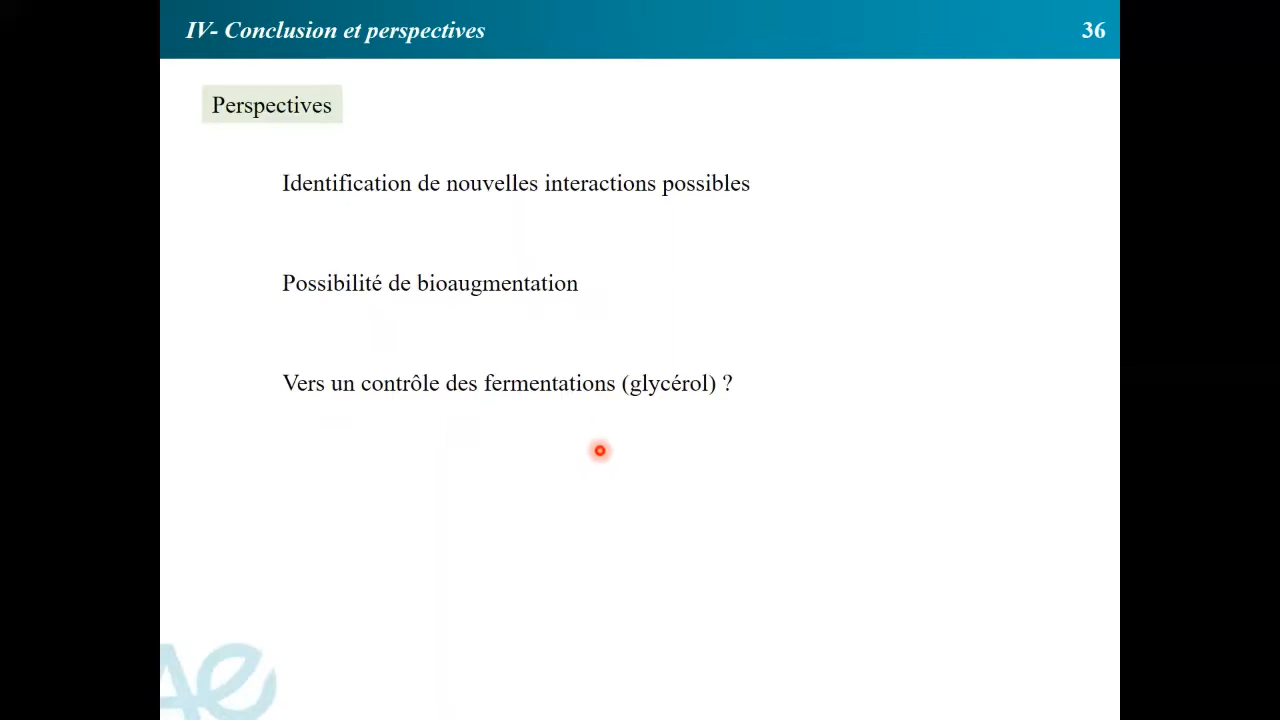 IV- Conclusion et perspectives
36
Perspectives
Identification de nouvelles interactions possibles
Possibilité de bioaugmentation
Vers un contrôle des fermentations (glycérol) ?